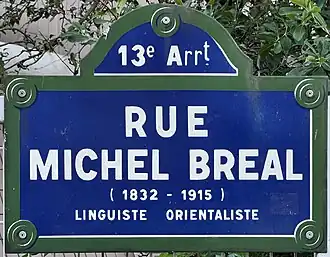 13e Arrt
RUE
MICHEL BREAL
( 1832 - 1915 )
LINGUISTE ORIENTALISTE